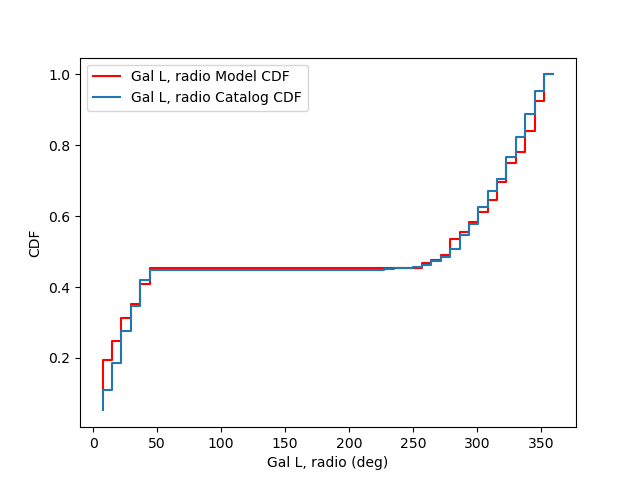 Gal L, radio Model CDF
Gal L, radio Catalog CDF
CDF
1.0
0.8
0.6
0.4
0.2
0 50 100 150 200 250 300 350
Gal L, radio (deg)